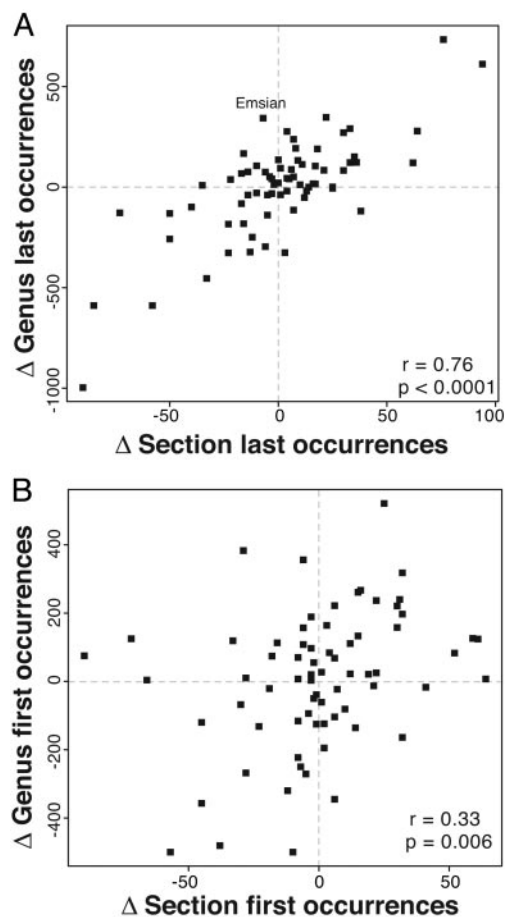 A
Δ Genus last occurrences
500
0
-500
-1000
Emsian
r = 0.76
p < 0.0001
-50
0
50
100
Δ Section last occurrences
B
Δ Genus first occurrences
400
200
0
-200
-400
r = 0.33
p = 0.006
-50
0
50
Δ Section first occurrences